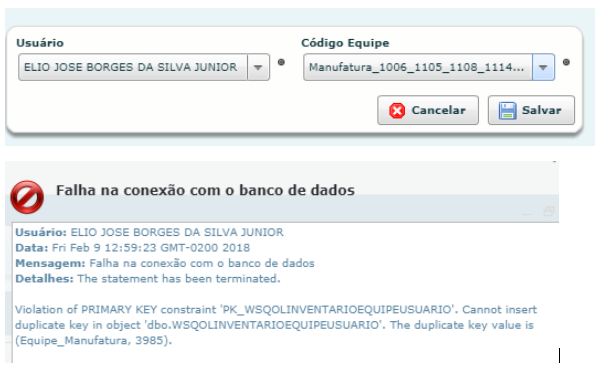 Usuário Código Equipe
ELIO JOSE BORGES DA SILVA JUNIOR Manufatura_1006_1105_1108_1114...
Cancelar Salvar
Falha na conexão com o banco de dados
Usuário: ELIO JOSE BORGES DA SILVA JUNIOR
Data: Fri Feb 9 12:59:23 GMT-0200 2018
Mensagem: Falha na conexão com o banco de dados
Detalhes: The statement has been terminated.
Violation of PRIMARY KEY constraint 'PK_WSQOLINVENTARIOEQUIPEUSUARIO'. Cannot insert
duplicate key in object 'dbo.WSQOLINVENTARIOEQUIPEUSUARIO'. The duplicate key value is
(Equipe_Manufatura, 3985).